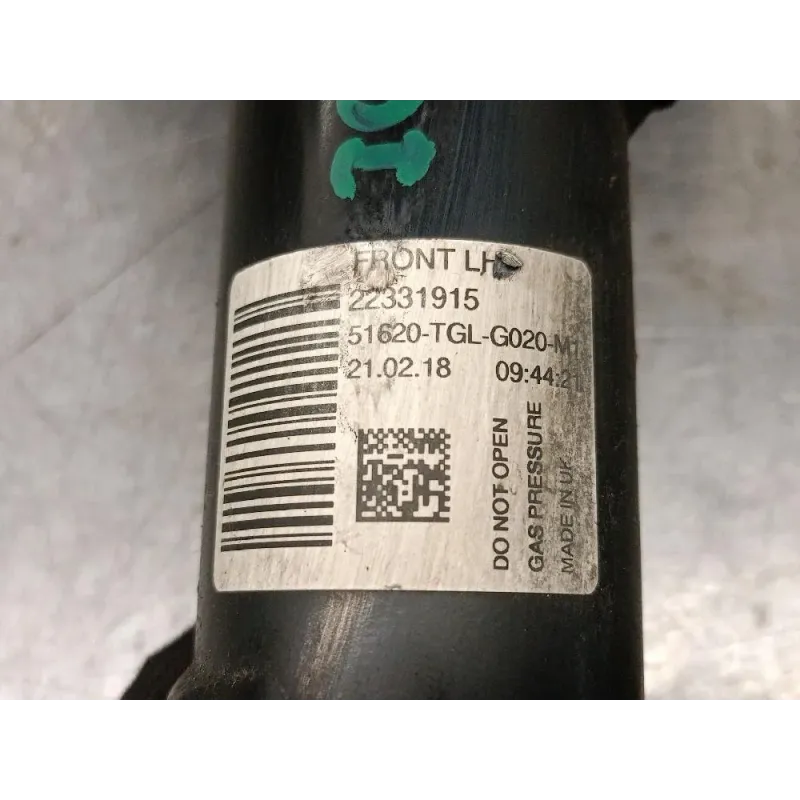 FRONT LH
22331915
51620-TGL-G020-M1
21.02.18 09:44:21
DO NOT OPEN
GAS PRESSURE
MADE IN UK